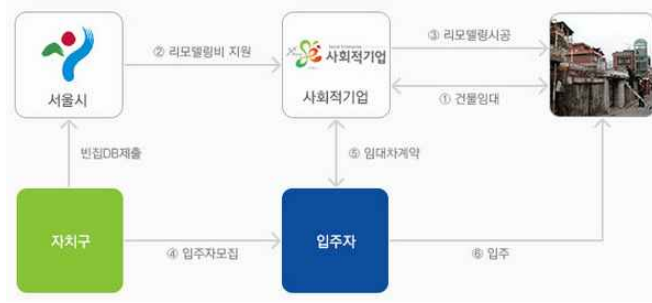 ② 리모델링비 지원
③ 리모델링시공
사회적기업
서울시
사회적기업
① 건물임대
빈집DB제출
⑤ 임대차계약
자치구
입주자
④ 입주자모집
⑥ 입주